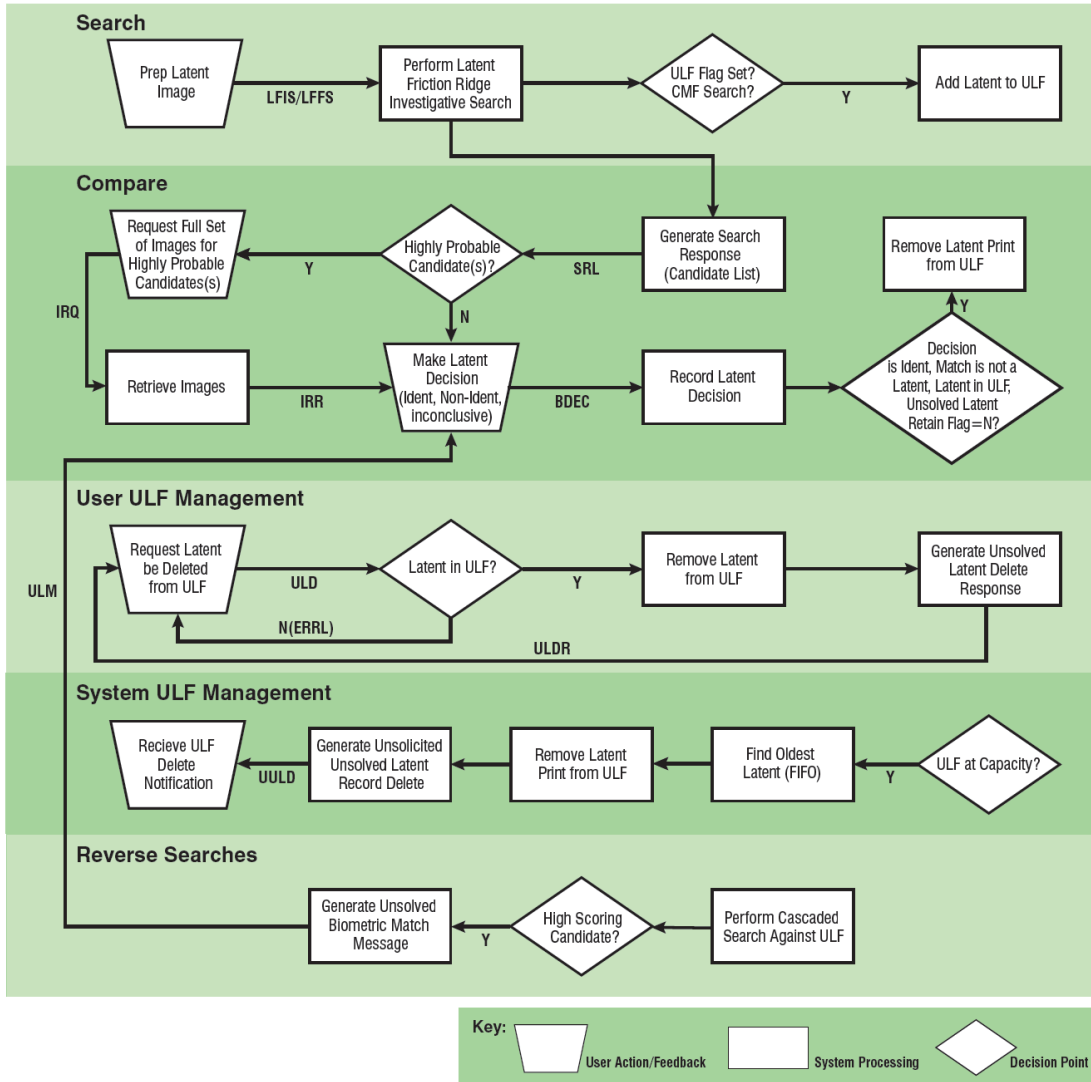 Search
Prep Latent
Image
LFIS/LFFS
Perform Latent
Friction Ridge
Investigative Search
ULF Flag Set?
CMF Search?
Y
Add Latent to ULF
Compare
Request Full Set
of Images for
Highly Probable
Candidates(s)
Y
Highly Probable
Candidate(s)?
SRL
Generate Search
Response
(Candidate List)
Remove Latent Print
from ULF
IRQ
N
Y
Retrieve Images
IRR
Make Latent
Decision
(Ident, Non-Ident,
inconclusive)
BDEC
Record Latent
Decision
Decision
is Ident, Match is not a
Latent, Latent in ULF,
Unsolved Latent
Retain Flag=N?
User ULF Management
Request Latent
be Deleted
from ULF
ULD
Latent in ULF?
Y
Remove Latent
from ULF
Generate Unsolved
Latent Delete
Response
ULM
N(ERRL)
ULDR
System ULF Management
Recieve ULF
Delete
Notification
UULD
Generate Unsolicited
Unsolved Latent
Record Delete
Remove Latent
Print from ULF
Find Oldest
Latent (FIFO)
Y
ULF at Capacity?
Reverse Searches
Generate Unsolved
Biometric Match
Message
Y
High Scoring
Candidate?
Perform Cascaded
Search Against ULF
Key:
User Action/Feedback
System Processing
Decision Point